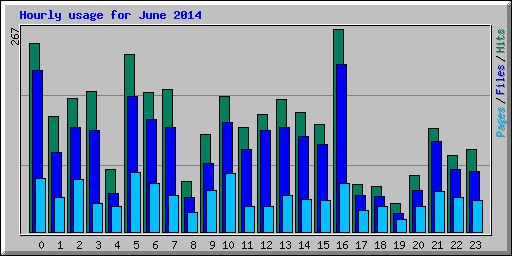 Hourly usage for June 2014
267
Pages / Files / Hits
0 1 2 3 4 5 6 7 8 9 10 11 12 13 14 15 16 17 18 19 20 21 22 23